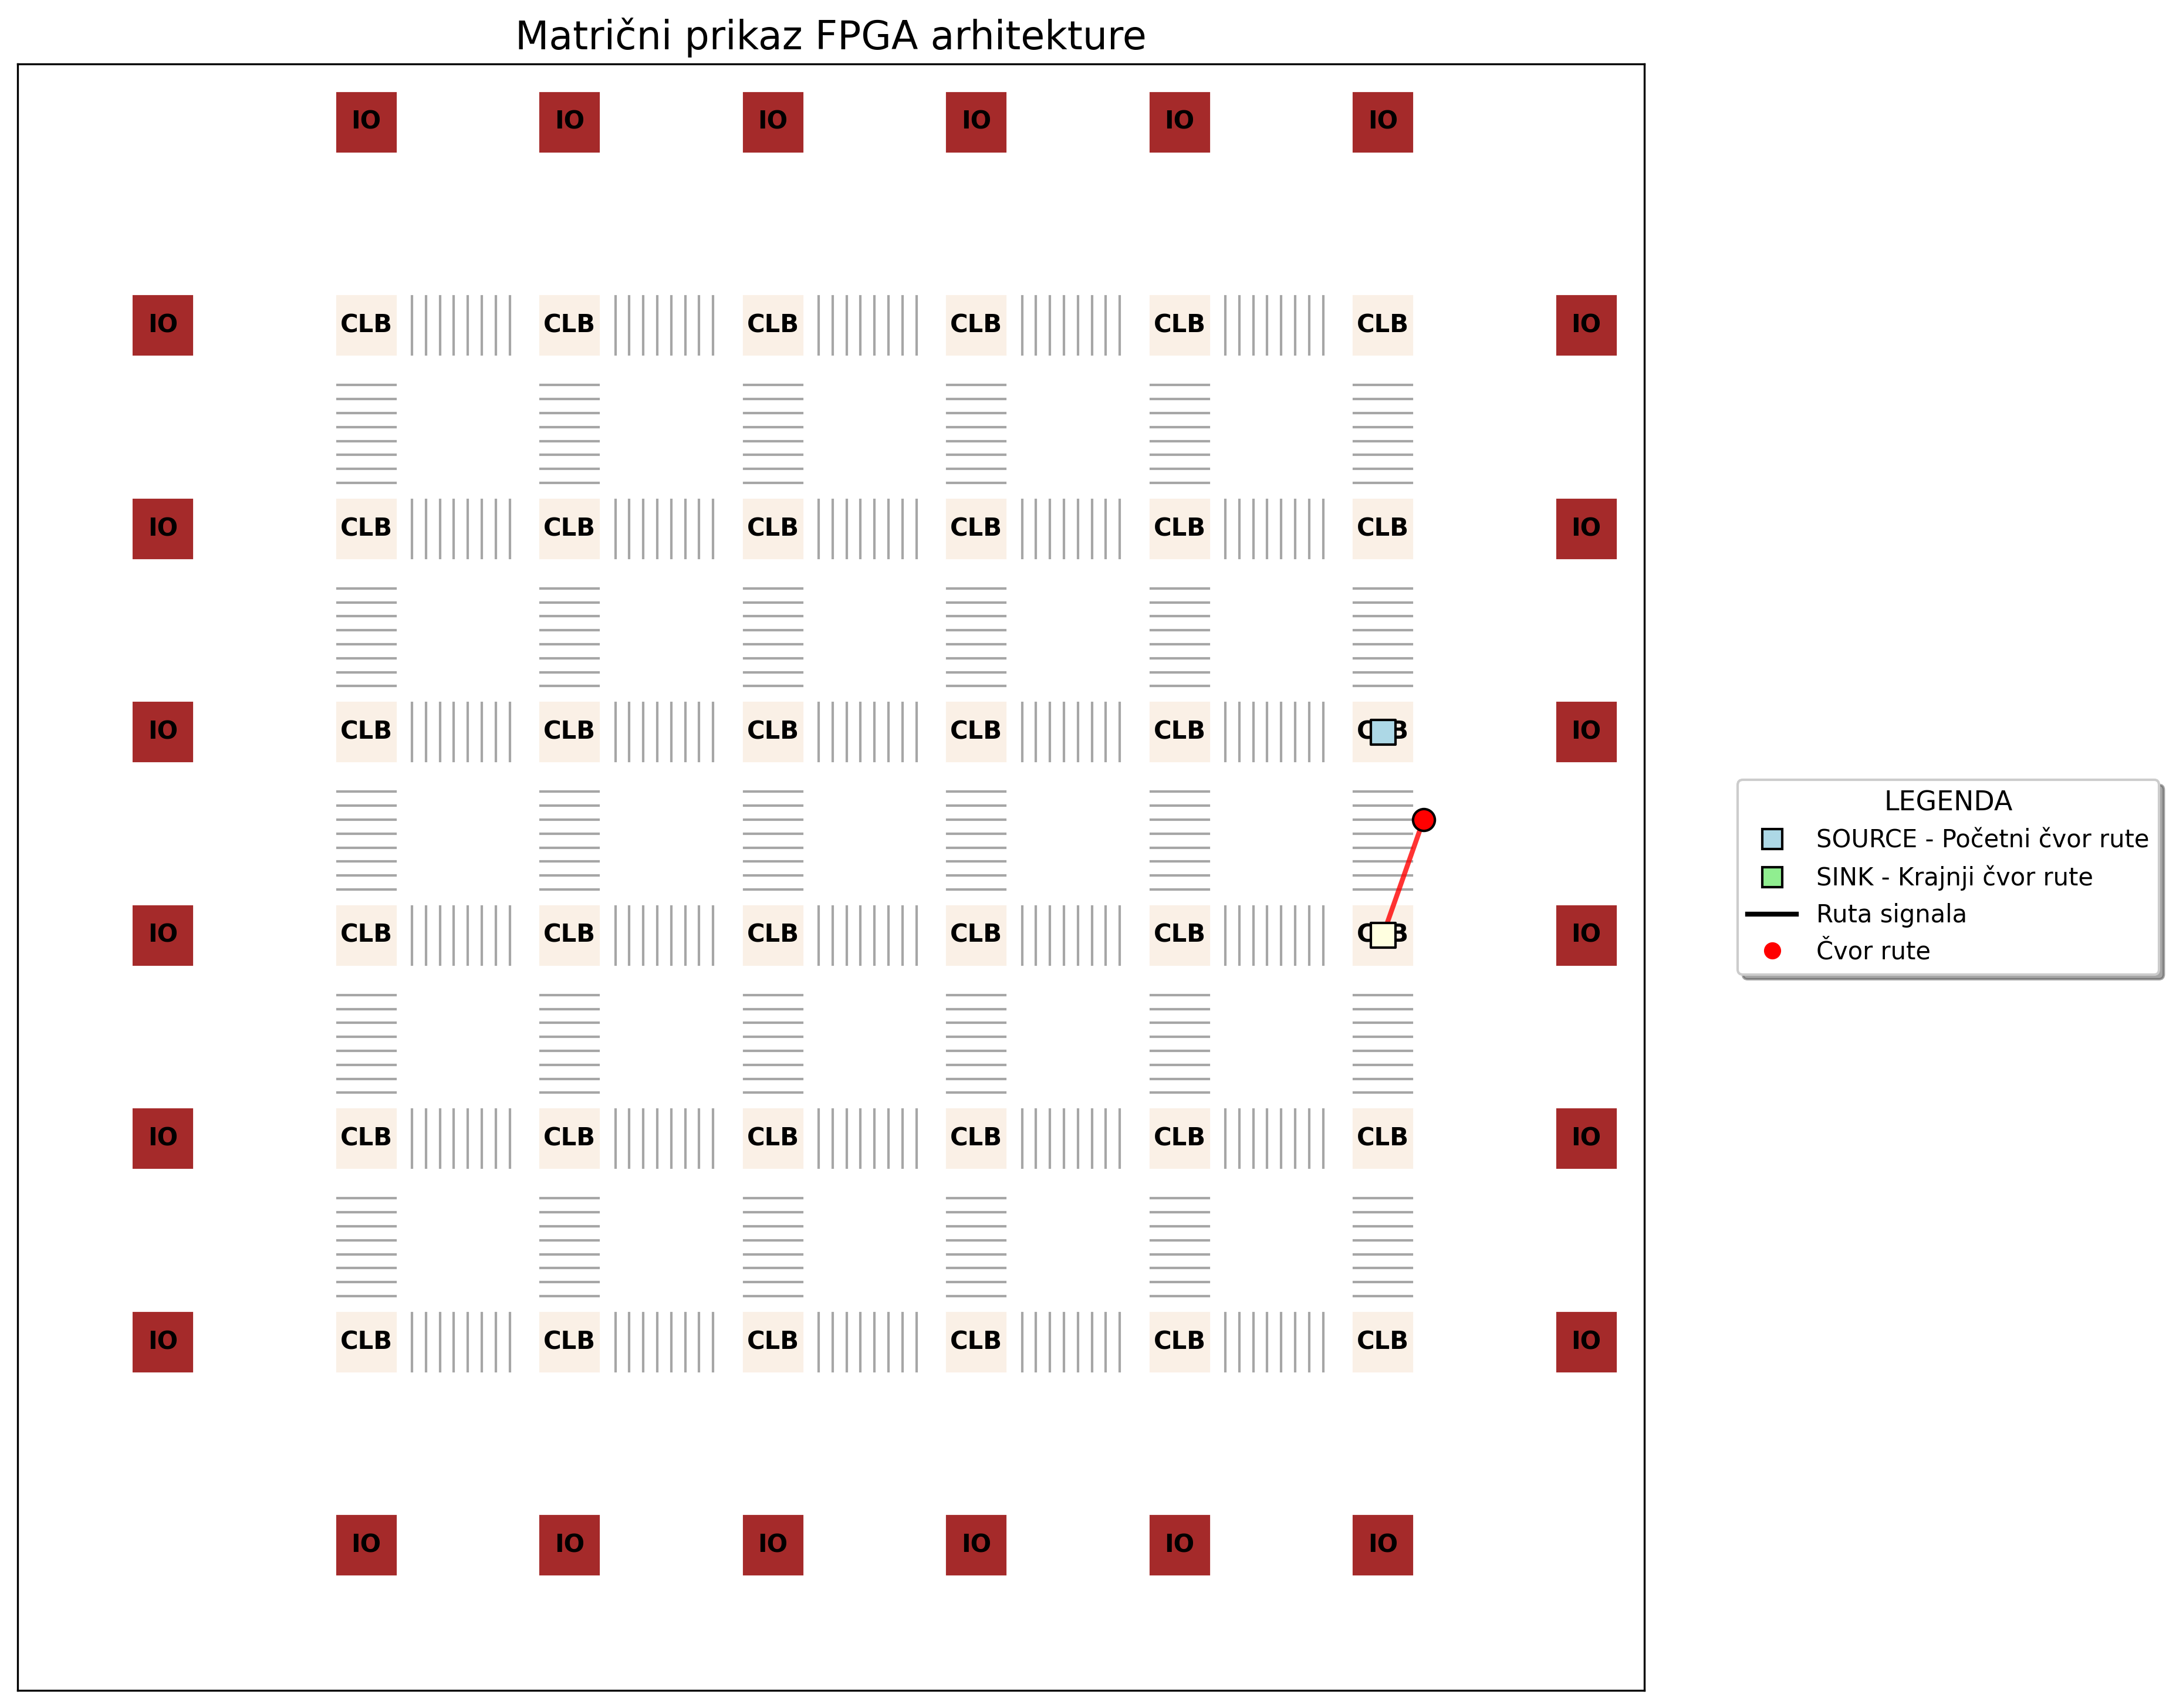 Matrični prikaz FPGA arhitekture
IO IO IO IO IO IO
IO CLB CLB CLB CLB CLB CLB IO
IO CLB CLB CLB CLB CLB CLB IO
IO CLB CLB CLB CLB CLB IO
LEGENDA
SOURCE - Početni čvor rute
SINK - Krajnji čvor rute
Ruta signala
Čvor rute
IO CLB CLB CLB CLB CLB IO
IO CLB CLB CLB CLB CLB CLB IO
IO CLB CLB CLB CLB CLB CLB IO
IO IO IO IO IO IO